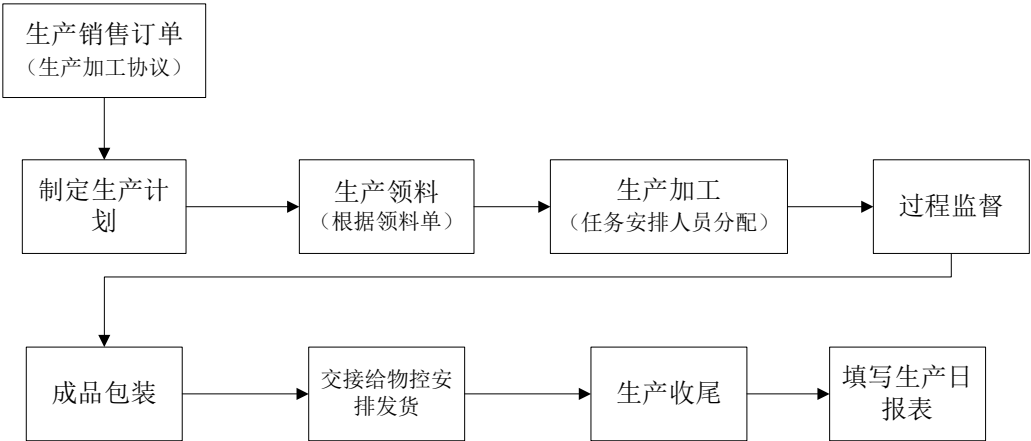 生产销售订单
（生产加工协议）
制定生产计
划
生产领料
（根据领料单）
生产加工
（任务安排人员分配）
过程监督
成品包装
交接给物控安
排发货
生产收尾
填写生产日
报表